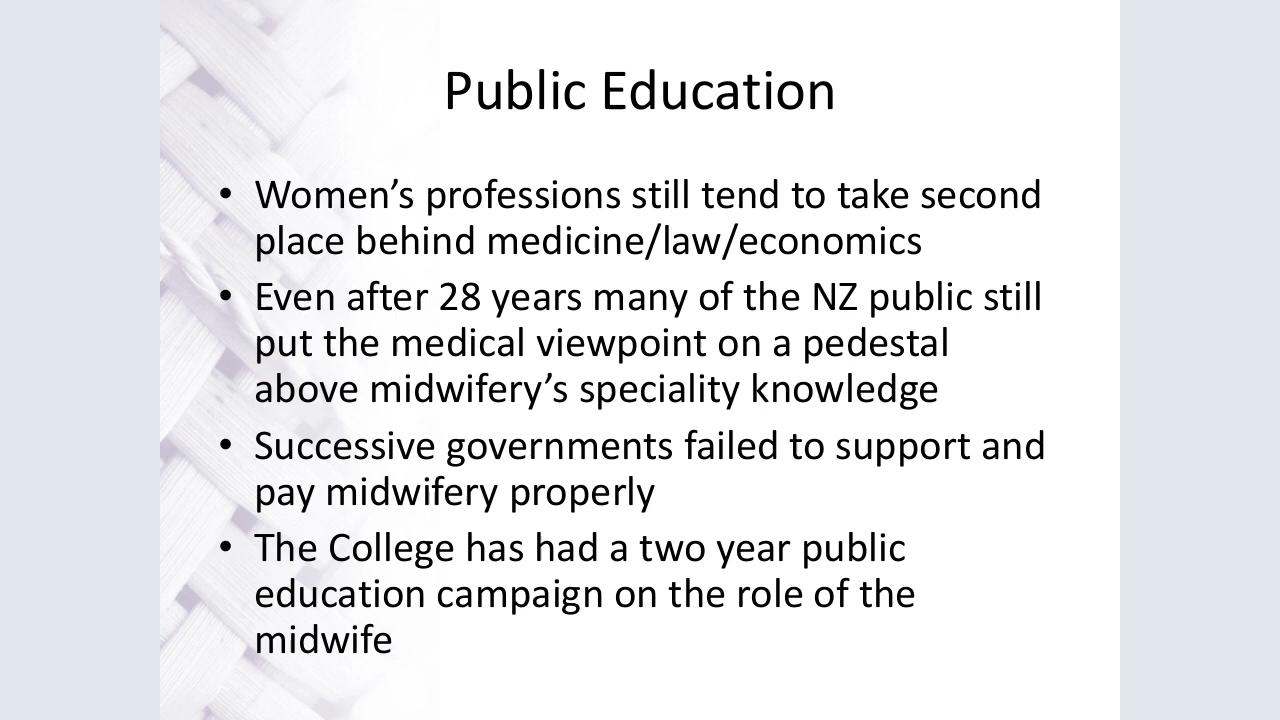 Public Education
• Women’s professions still tend to take second
place behind medicine/law/economics
• Even after 28 years many of the NZ public still
put the medical viewpoint on a pedestal
above midwifery’s speciality knowledge
• Successive governments failed to support and
pay midwifery properly
• The College has had a two year public
education campaign on the role of the
midwife